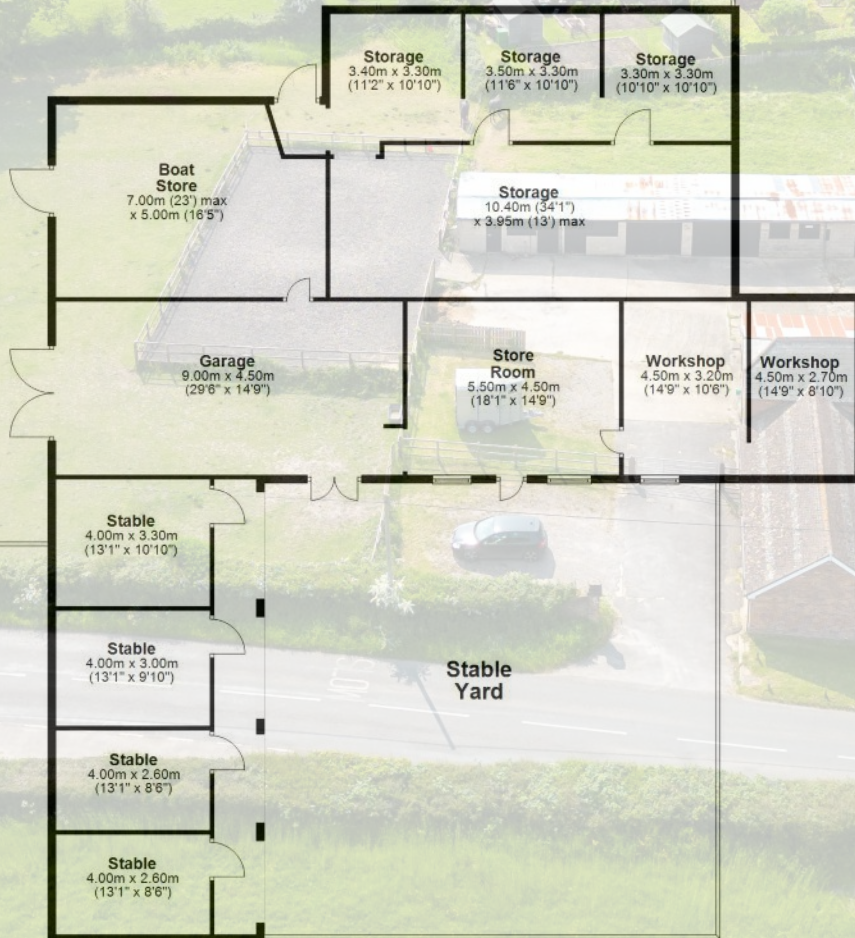 Storage
3.40m x 3.30m
(11'2" x 10'10")
Storage
3.50m x 3.30m
(11'6" x 10'10")
Storage
3.30m x 3.30m
(10'10" x 10'10")
Boat
Store
7.00m (23') max
x 5.00m (16'5")
Storage
10.40m (34'1")
x 3.95m (13') max
Garage
9.00m x 4.50m
(29'6" x 14'9")
Store
Room
5.50m x 4.50m
(18'1" x 14'9")
Workshop
4.50m x 3.20m
(14'9" x 10'6")
Workshop
4.50m x 2.70m
(14'9" x 8'10")
Stable
4.00m x 3.30m
(13'1" x 10'10")
Stable
4.00m x 3.00m
(13'1" x 9'10")
Stable
Yard
Stable
4.00m x 2.60m
(13'1" x 8'6")
Stable
4.00m x 2.60m
(13'1" x 8'6")